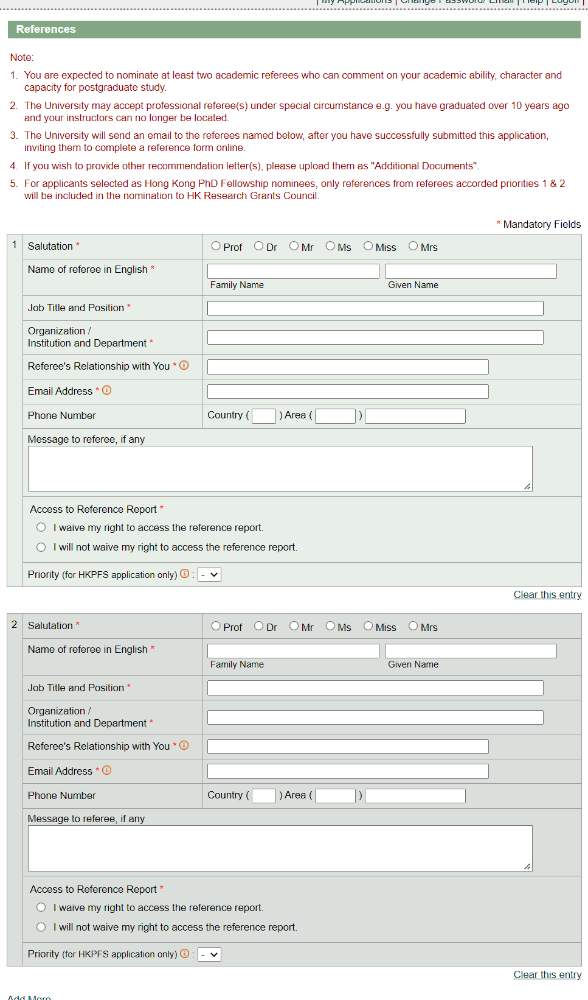 | My Applications | Change Password/ Email | Help | Logoff |
References
Note:
1. You are expected to nominate at least two academic referees who can comment on your academic ability, character and
capacity for postgraduate study.
2. The University may accept professional referee(s) under special circumstance e.g. you have graduated over 10 years ago
and your instructors can no longer be located.
3. The University will send an email to the referees named below, after you have successfully submitted this application,
inviting them to complete a reference form online.
4. If you wish to provide other recommendation letter(s), please upload them as "Additional Documents".
5. For applicants selected as Hong Kong PhD Fellowship nominees, only references from referees accorded priorities 1 & 2
will be included in the nomination to HK Research Grants Council.
* Mandatory Fields
1 Salutation * Prof Dr Mr Ms Miss Mrs
Name of referee in English *
Family Name Given Name
Job Title and Position *
Organization /
Institution and Department *
Referee's Relationship with You *
Email Address *
Phone Number Country ( ) Area ( )
Message to referee, if any
Access to Reference Report *
I waive my right to access the reference report.
I will not waive my right to access the reference report.
Priority (for HKPFS application only) : -
Clear this entry
2 Salutation * Prof Dr Mr Ms Miss Mrs
Name of referee in English *
Family Name Given Name
Job Title and Position *
Organization /
Institution and Department *
Referee's Relationship with You *
Email Address *
Phone Number Country ( ) Area ( )
Message to referee, if any
Access to Reference Report *
I waive my right to access the reference report.
I will not waive my right to access the reference report.
Priority (for HKPFS application only) : -
Clear this entry
Add More